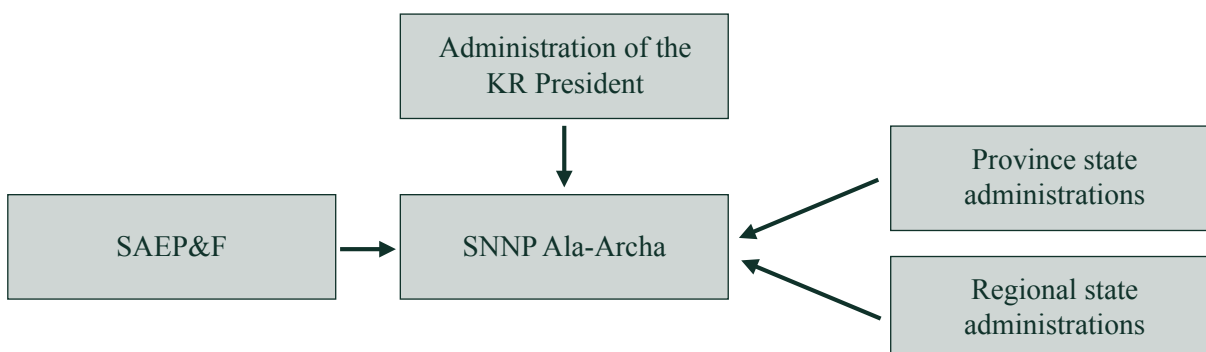 Administration of the
KR President
Province state
administrations
SAEP&F
SNNP Ala-Archa
Regional state
administrations